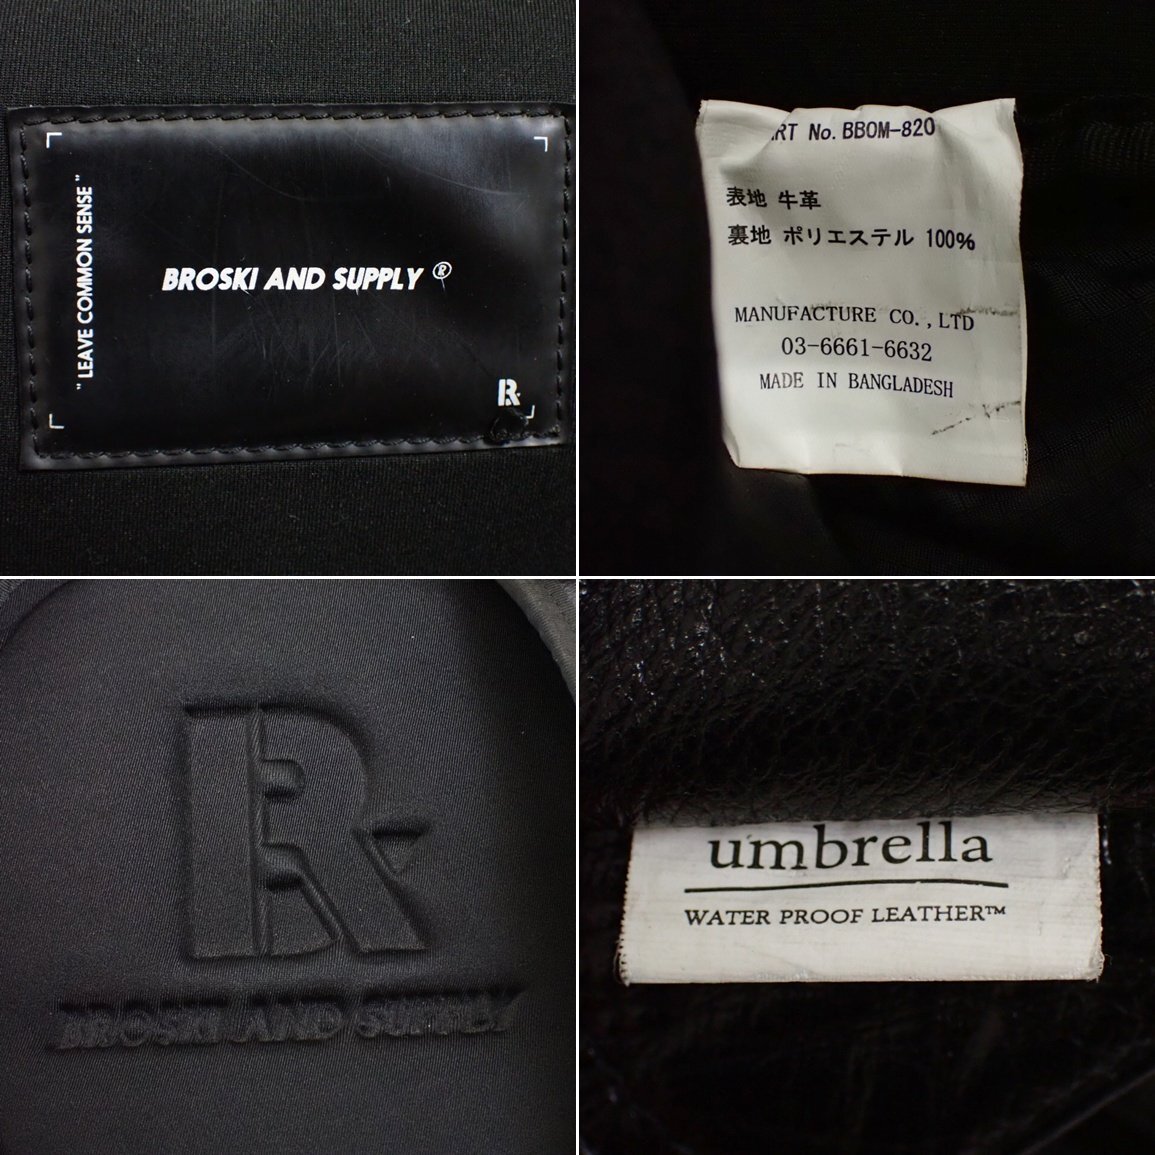 " LEAVE COMMON SENSE "
BROSKI AND SUPPLY ®
R
RT No. BBOM-820
表地 牛革
裏地 ポリエステル 100%
MANUFACTURE CO.,LTD
03-6661-6632
MADE IN BANGLADESH
R
BROSKI AND SUPPLY
umbrella
WATER PROOF LEATHER™